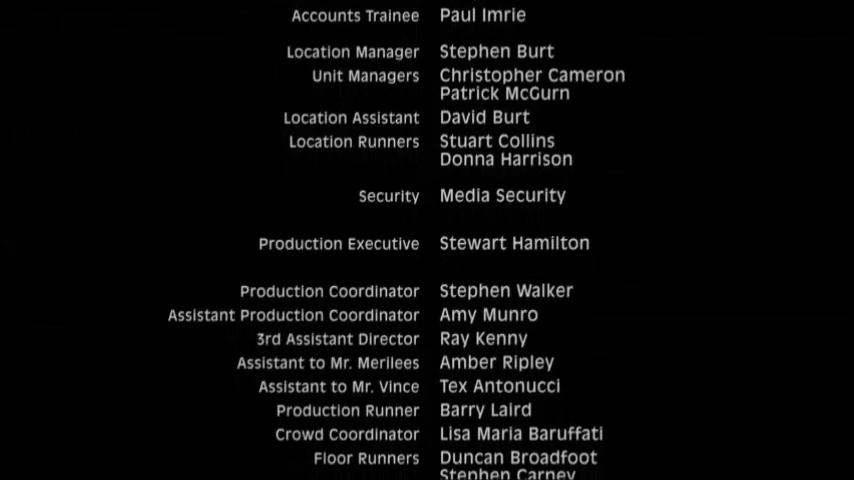 Accounts Trainee Paul Imrie
Location Manager Stephen Burt
Unit Managers Christopher Cameron
Patrick McGurn
Location Assistant David Burt
Location Runners Stuart Collins
Donna Harrison
Security Media Security
Production Executive Stewart Hamilton
Production Coordinator Stephen Walker
Assistant Production Coordinator Amy Munro
3rd Assistant Director Ray Kenny
Assistant to Mr. Merilees Amber Ripley
Assistant to Mr. Vince Tex Antonucci
Production Runner Barry Laird
Crowd Coordinator Lisa Maria Baruffati
Floor Runners Duncan Broadfoot
Stephen Carney